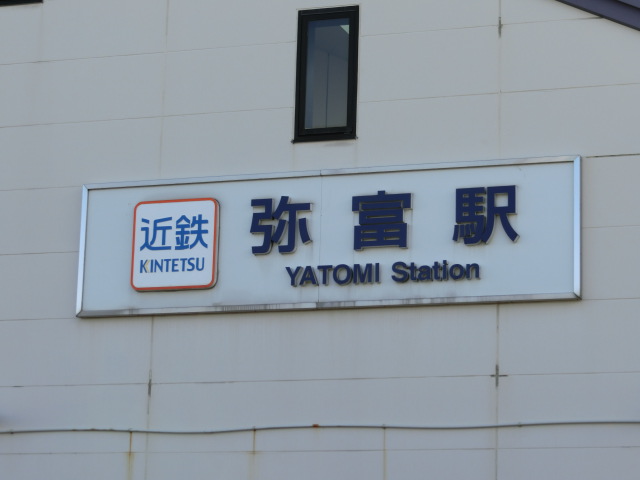 近鉄
KINTETSU
弥富駅
YATOMI Station